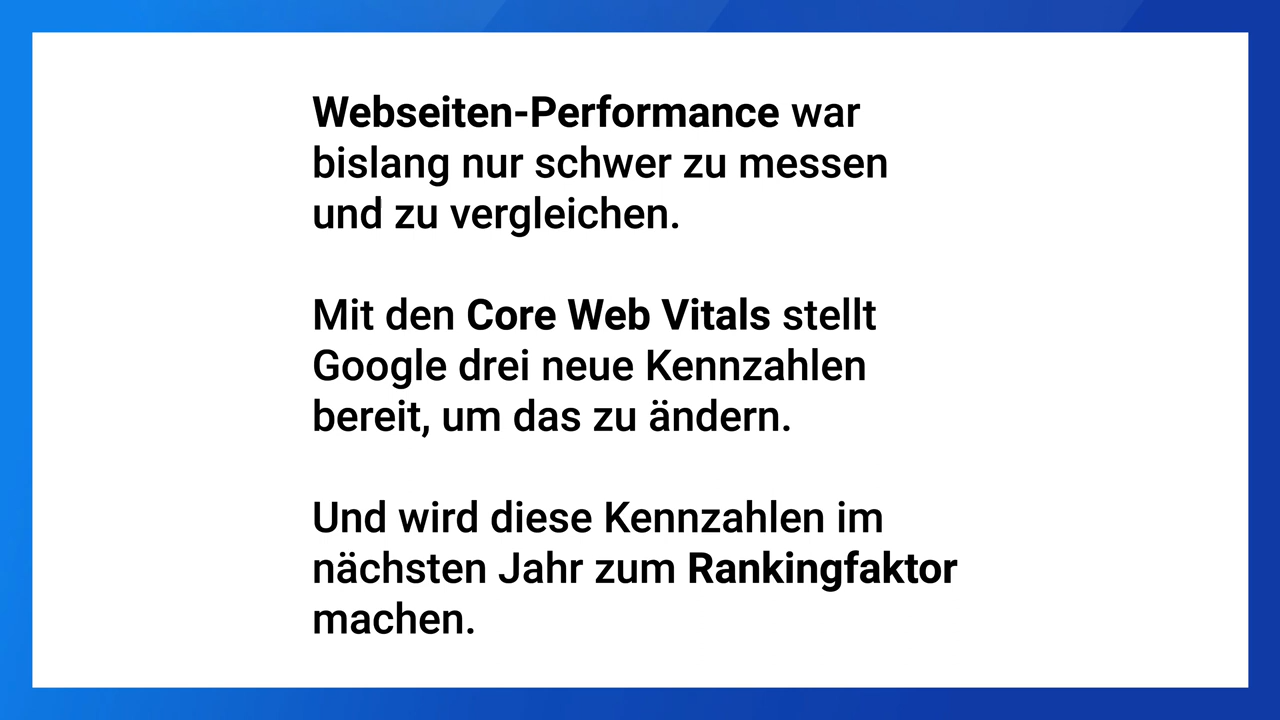 Webseiten-Performance war
bislang nur schwer zu messen
und zu vergleichen.
Mit den Core Web Vitals stellt
Google drei neue Kennzahlen
bereit, um das zu ändern.
Und wird diese Kennzahlen im
nächsten Jahr zum Rankingfaktor
machen.